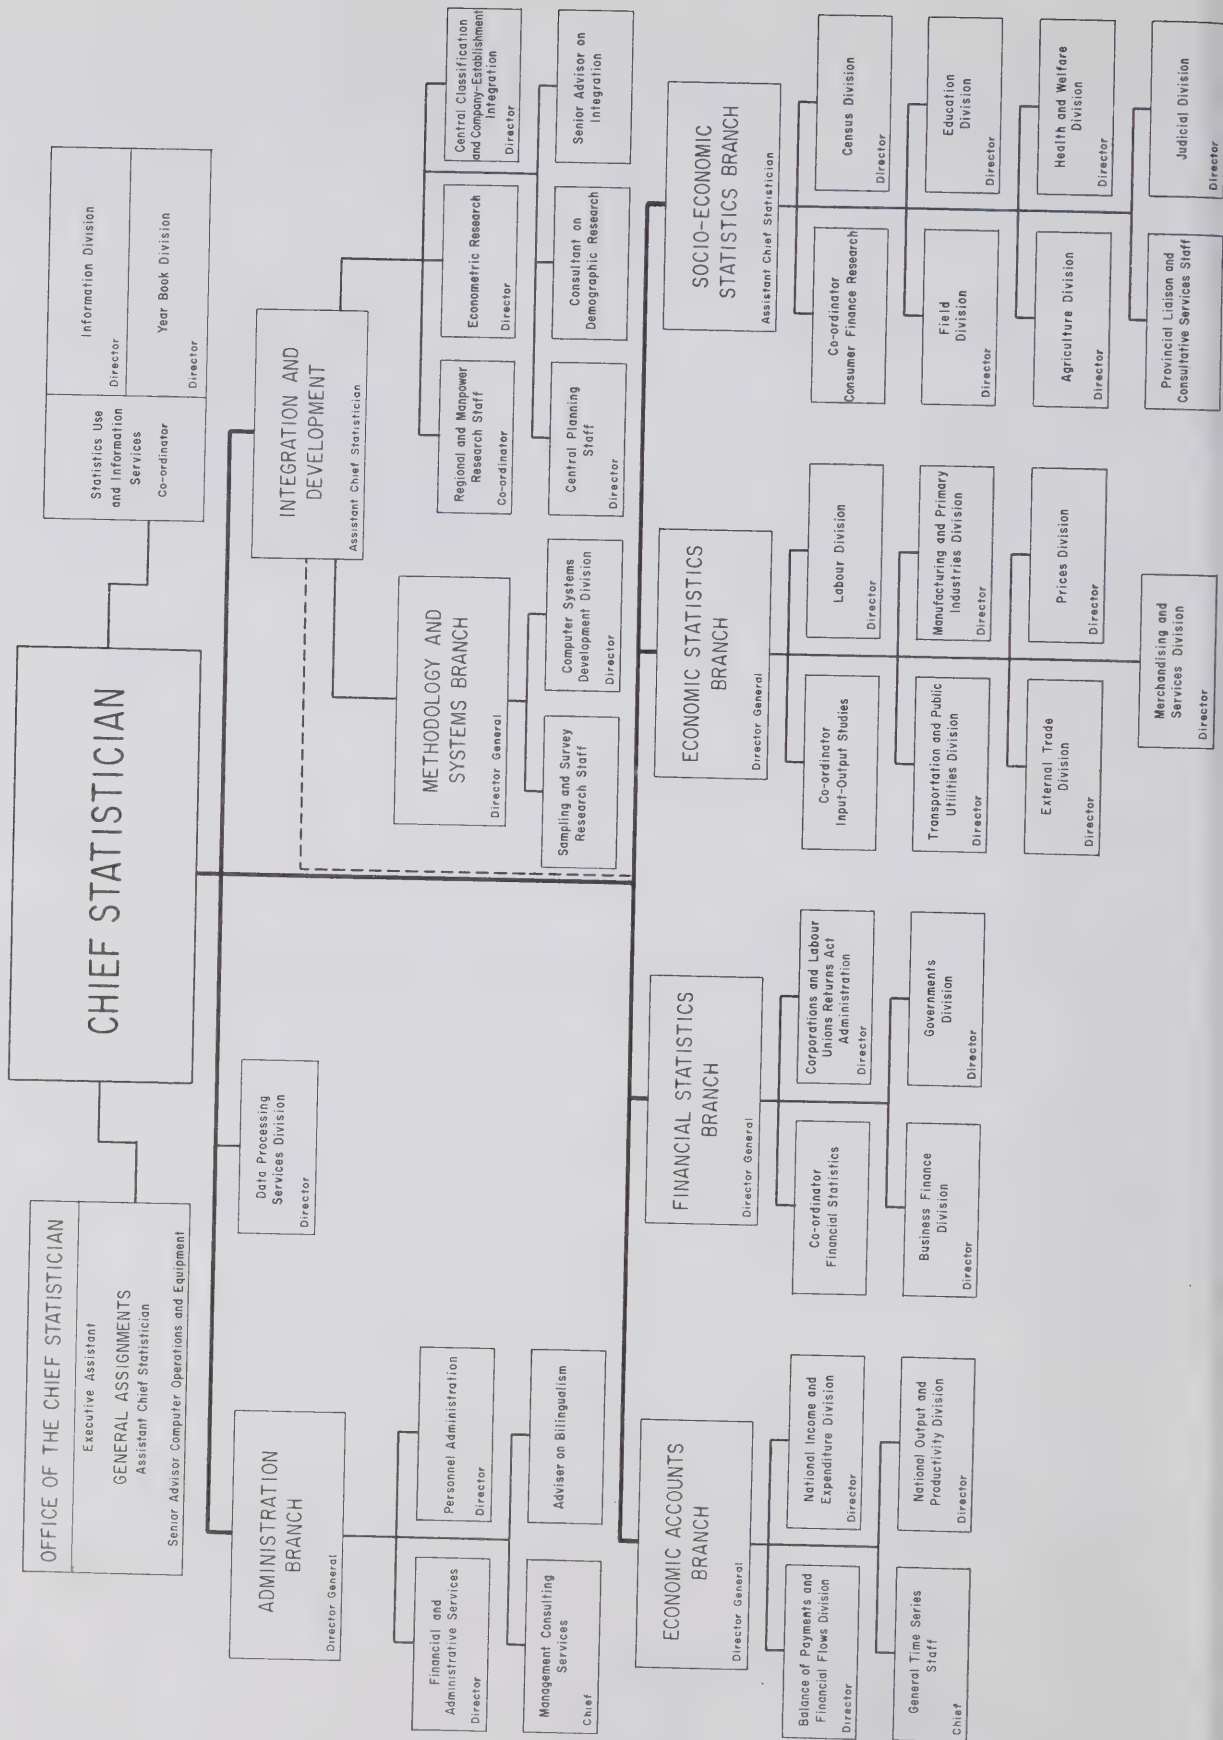 CHIEF STATISTICIAN
OFFICE OF THE CHIEF STATISTICIAN
Executive Assistant
GENERAL ASSIGNMENTS
Assistant Chief Statistician
Senior Advisor Computer Operations and Equipment
Statistics Use
and Information
Services
Co-ordinator
Information Division
Director
Year Book Division
Director
ADMINISTRATION
BRANCH
Director General
Financial and
Administrative Services
Director
Personnel Administration
Director
Management Consulting
Services
Chief
Adviser on Bilingualism
Data Processing
Services Division
Director
INTEGRATION AND
DEVELOPMENT
Assistant Chief Statistician
METHODOLOGY AND
SYSTEMS BRANCH
Director General
Sampling and Survey
Research Staff
Computer Systems
Development Division
Director
Regional and Manpower
Research Staff
Co-ordinator
Econometric Research
Director
Central Classification
and Company-Establishment
Integration
Director
Central Planning
Staff
Director
Consultant on
Demographic Research
Senior Advisor on
Integration
ECONOMIC ACCOUNTS
BRANCH
Director General
Balance of Payments and
Financial Flows Division
Director
National Income and
Expenditure Division
Director
General Time Series
Staff
Chief
National Output and
Productivity Division
Director
FINANCIAL STATISTICS
BRANCH
Director General
Co-ordinator
Financial Statistics
Corporations and Labour
Unions Returns Act
Administration
Director
Business Finance
Division
Director
Governments
Division
Director
ECONOMIC STATISTICS
BRANCH
Director General
Co-ordinator
Input-Output Studies
Labour Division
Director
Transportation and Public
Utilities Division
Director
Manufacturing and Primary
Industries Division
Director
External Trade
Division
Director
Prices Division
Director
Merchandising and
Services Division
Director
SOCIO-ECONOMIC
STATISTICS BRANCH
Assistant Chief Statistician
Co-ordinator
Consumer Finance Research
Census Division
Director
Field
Division
Director
Education
Division
Director
Agriculture Division
Director
Health and Welfare
Division
Director
Provincial Liaison and
Consultative Services Staff
Judicial Division
Director